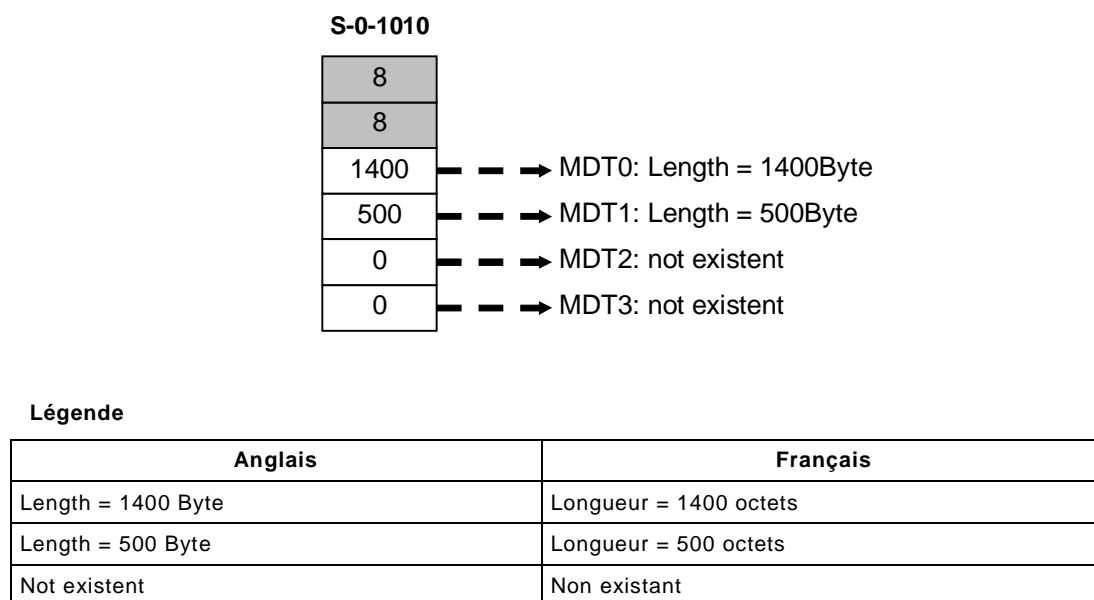 S-0-1010
8
8
1400 MDT0: Length = 1400Byte
500 MDT1: Length = 500Byte
0 MDT2: not existent
0 MDT3: not existent
Légende
Anglais Français
Length = 1400 Byte Longueur = 1400 octets
Length = 500 Byte Longueur = 500 octets
Not existent Non existant